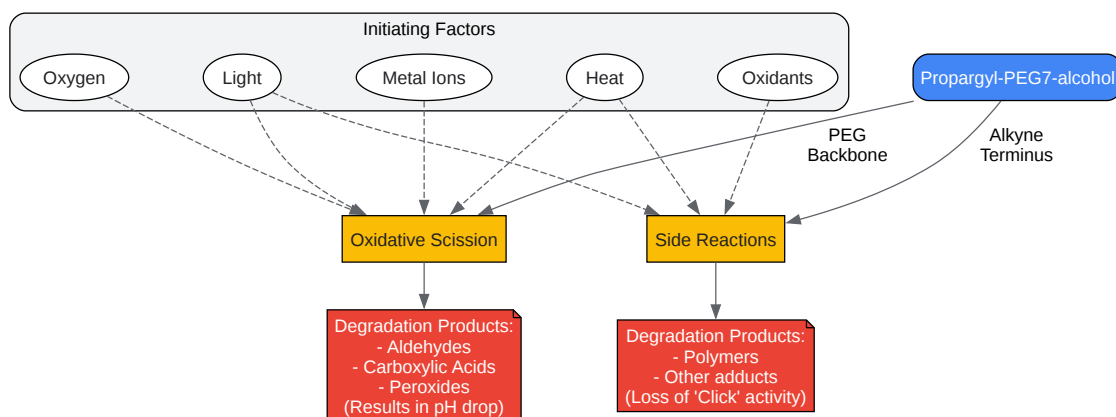 Initiating Factors
Oxygen
Light
Metal Ions
Heat
Oxidants
Propargyl-PEG7-alcohol
PEG
Backbone
Alkyne
Terminus
Oxidative Scission
Side Reactions
Degradation Products:
- Aldehydes
- Carboxylic Acids
- Peroxides
(Results in pH drop)
Degradation Products:
- Polymers
- Other adducts
(Loss of 'Click' activity)